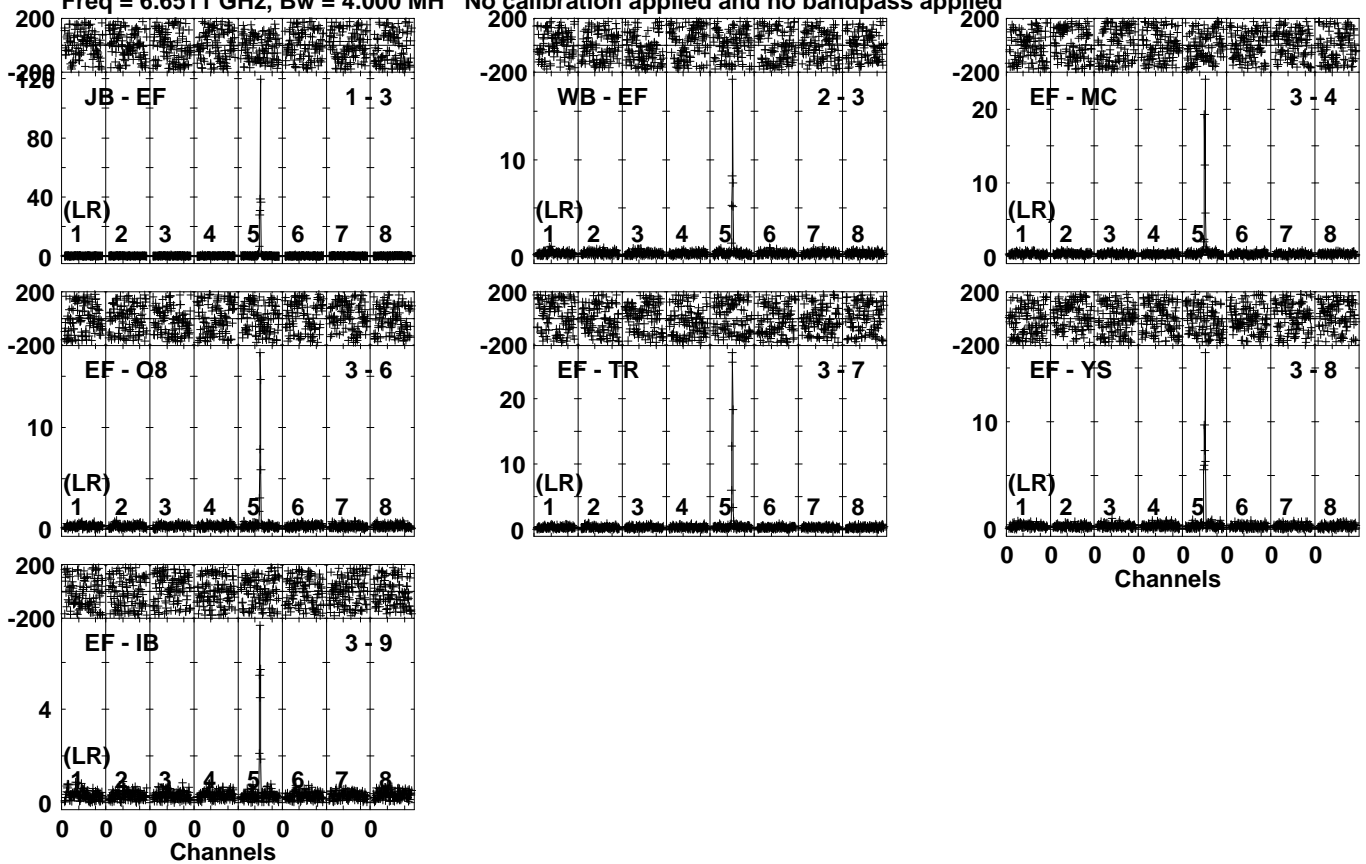 Freq = 6.6511 GHz, Bw = 4.000 MH No calibration applied and no bandpass applied
200
-200
120
80
40
0
JB - EF 1 - 3
(LR)
1 2 3 4 5 6 7 8
200
-200
10
0
WB - EF 2 - 3
(LR)
1 2 3 4 5 6 7 8
200
-200
20
10
0
EF - MC 3 - 4
(LR)
1 2 3 4 5 6 7 8
200
-200
10
0
EF - O8 3 - 6
(LR)
1 2 3 4 5 6 7 8
200
-200
20
10
0
EF - TR 3 - 7
(LR)
1 2 3 4 5 6 7 8
200
-200
10
0
EF - YS 3 - 8
(LR)
1 2 3 4 5 6 7 8
0 0 0 0 0 0 0 0
Channels
200
-200
4
0
EF - IB 3 - 9
(LR)
1 2 3 4 5 6 7 8
0 0 0 0 0 0 0 0
Channels